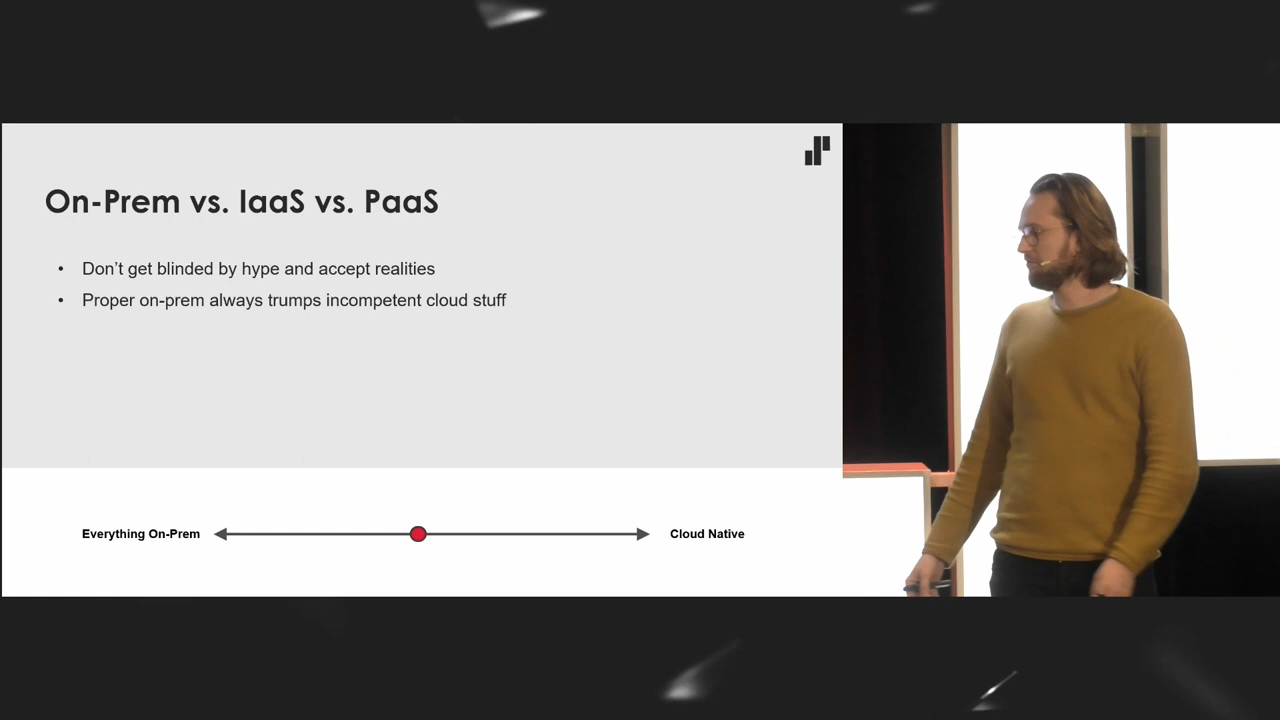 On-Prem vs. IaaS vs. PaaS
• Don’t get blinded by hype and accept realities
• Proper on-prem always trumps incompetent cloud stuff
Everything On-Prem
Cloud Native